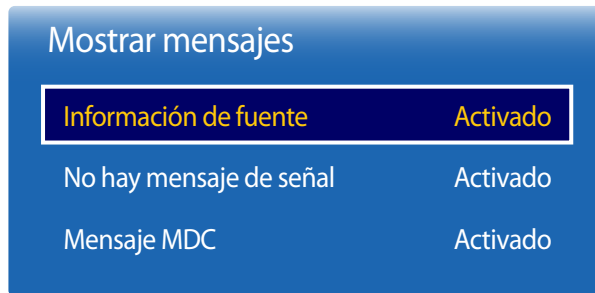 Mostrar mensajes
Información de fuente Activado
No hay mensaje de señal Activado
Mensaje MDC Activado